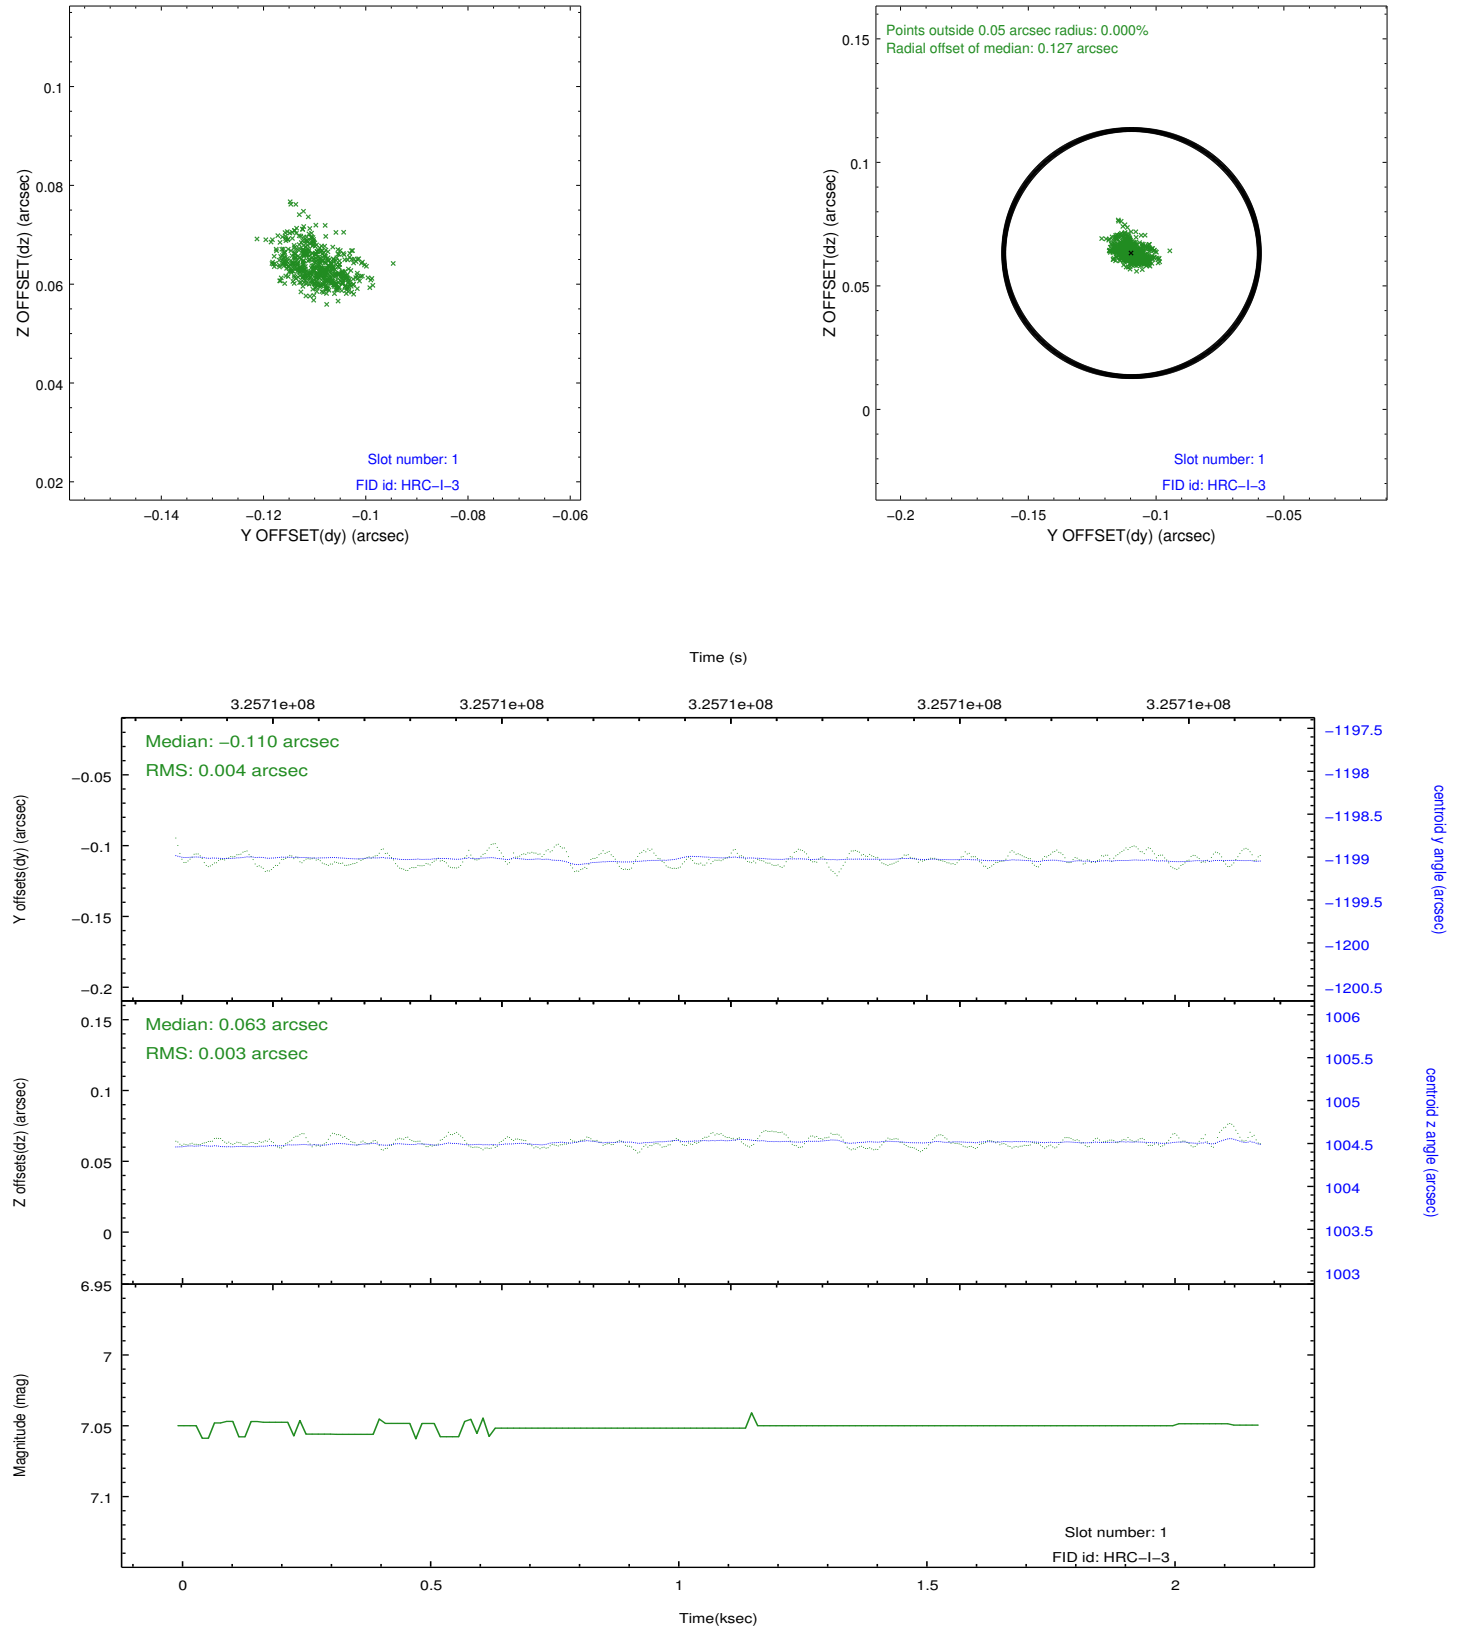 0.1
0.08
0.06
0.04
0.02
Z OFFSET(dz) (arcsec)
Slot number: 1
FID id: HRC−I−3
−0.14
−0.12
−0.1
−0.08
−0.06
Y OFFSET(dy) (arcsec)
Points outside 0.05 arcsec radius: 0.000%
Radial offset of median: 0.127 arcsec
0.15
0.1
0.05
0
Z OFFSET(dz) (arcsec)
Slot number: 1
FID id: HRC−I−3
−0.2
−0.15
−0.1
−0.05
Y OFFSET(dy) (arcsec)
Time (s)
3.2571e+08
3.2571e+08
3.2571e+08
3.2571e+08
3.2571e+08
Median: −0.110 arcsec
RMS: 0.004 arcsec
−0.05
−0.1
−0.15
−0.2
Y offsets(dy) (arcsec)
−1197.5
−1198
−1198.5
−1199
−1199.5
−1200
−1200.5
centroid y angle (arcsec)
Median: 0.063 arcsec
RMS: 0.003 arcsec
0.15
0.1
0.05
0
Z offsets(dz) (arcsec)
1006
1005.5
1005
1004.5
1004
1003.5
1003
centroid z angle (arcsec)
6.95
7
7.05
7.1
Magnitude (mag)
Slot number: 1
FID id: HRC−I−3
0
0.5
1
1.5
2
Time(ksec)